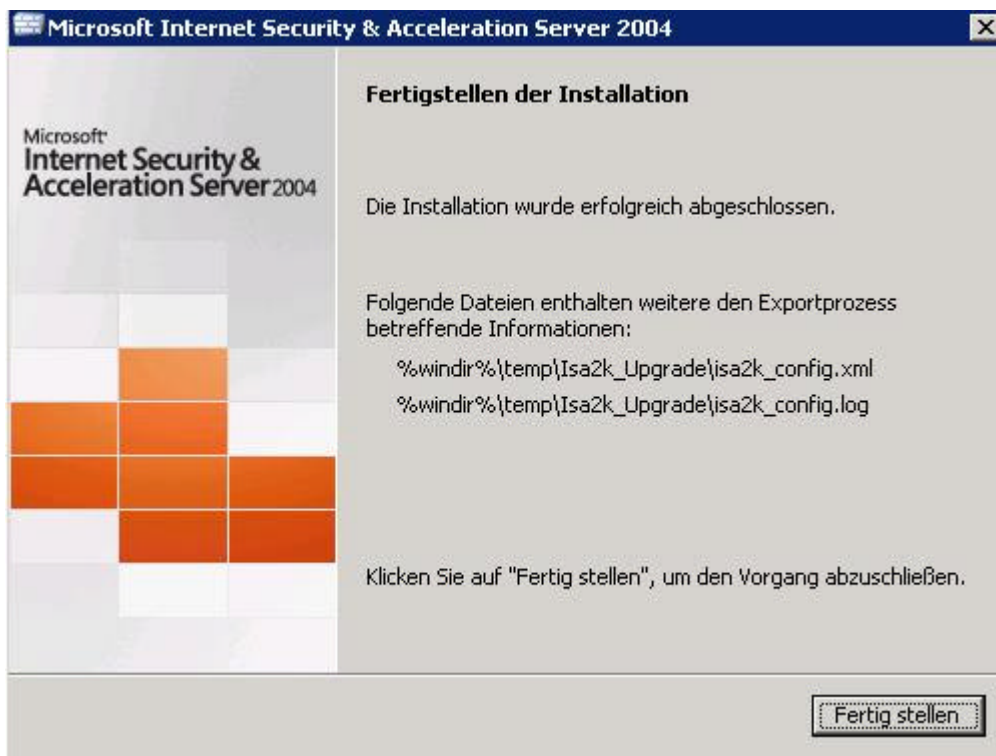 Microsoft Internet Security & Acceleration Server 2004
Microsoft
Internet Security &
Acceleration Server 2004
Fertigstellen der Installation
Die Installation wurde erfolgreich abgeschlossen.
Folgende Dateien enthalten weitere den Exportprozess
betreffende Informationen:
%windir%\temp\Isa2k_Upgrade\isa2k_config.xml
%windir%\temp\Isa2k_Upgrade\isa2k_config.log
Klicken Sie auf "Fertig stellen", um den Vorgang abzuschließen.
Fertig stellen